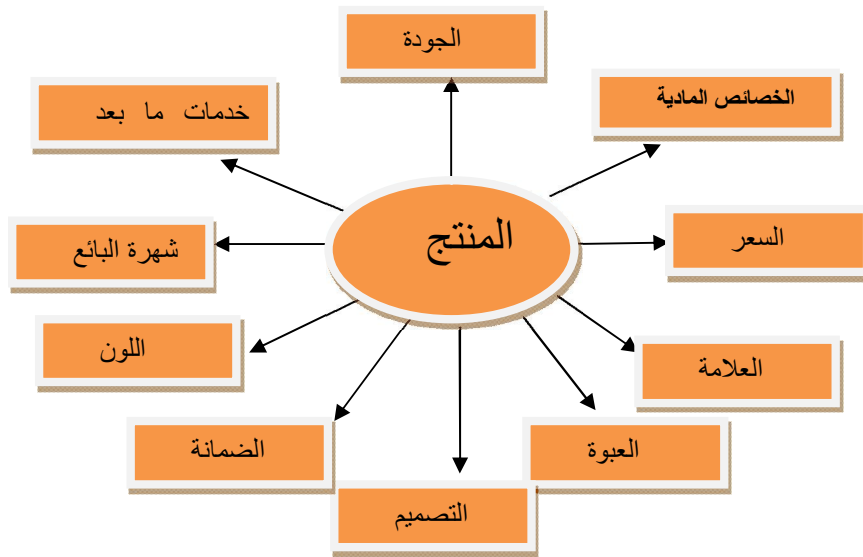 الجودة
الخصائص المادية
خدمات ما بعد
المنتج
السعر
شهرة البائع
اللون
العلامة
الضمانة
العبوة
التصميم